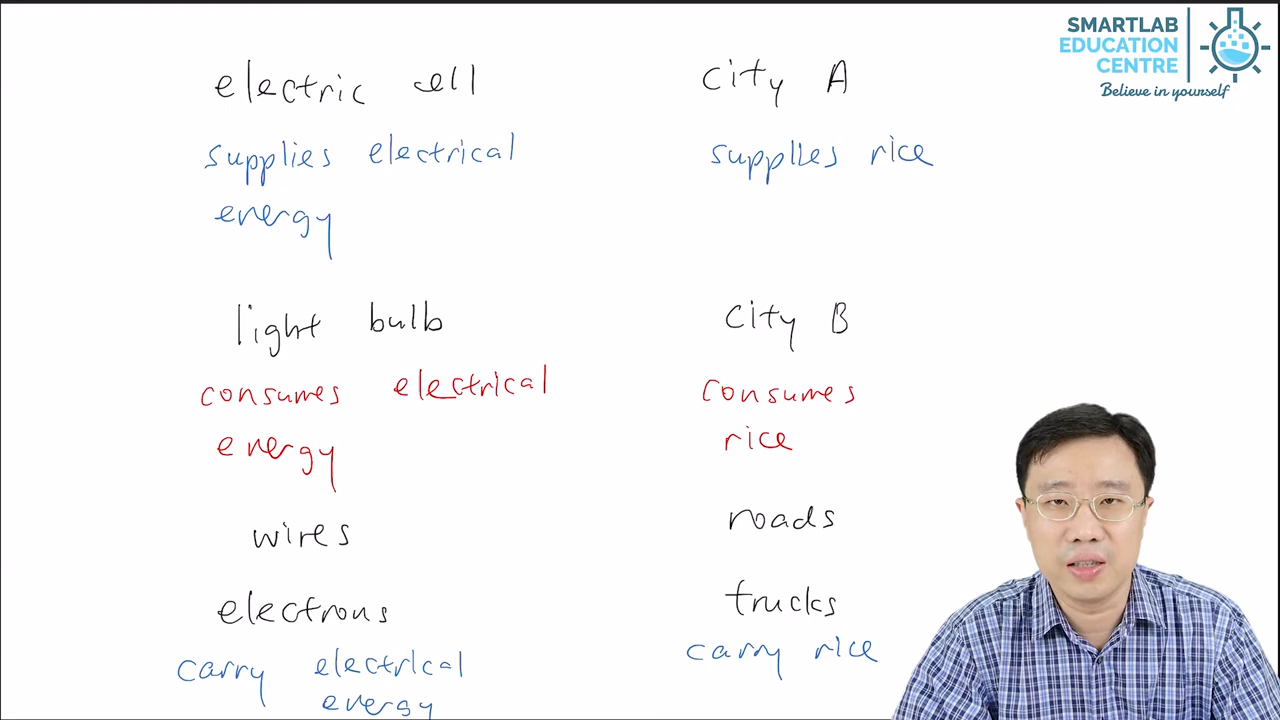 SMARTLAB
EDUCATION
CENTRE
Believe in yourself
electric cell
city A
supplies electrical
energy
supplies rice
light bulb
city B
consumes electrical
energy
consumes
rice
wires
roads
electrons
trucks
carry electrical
energy
carry rice